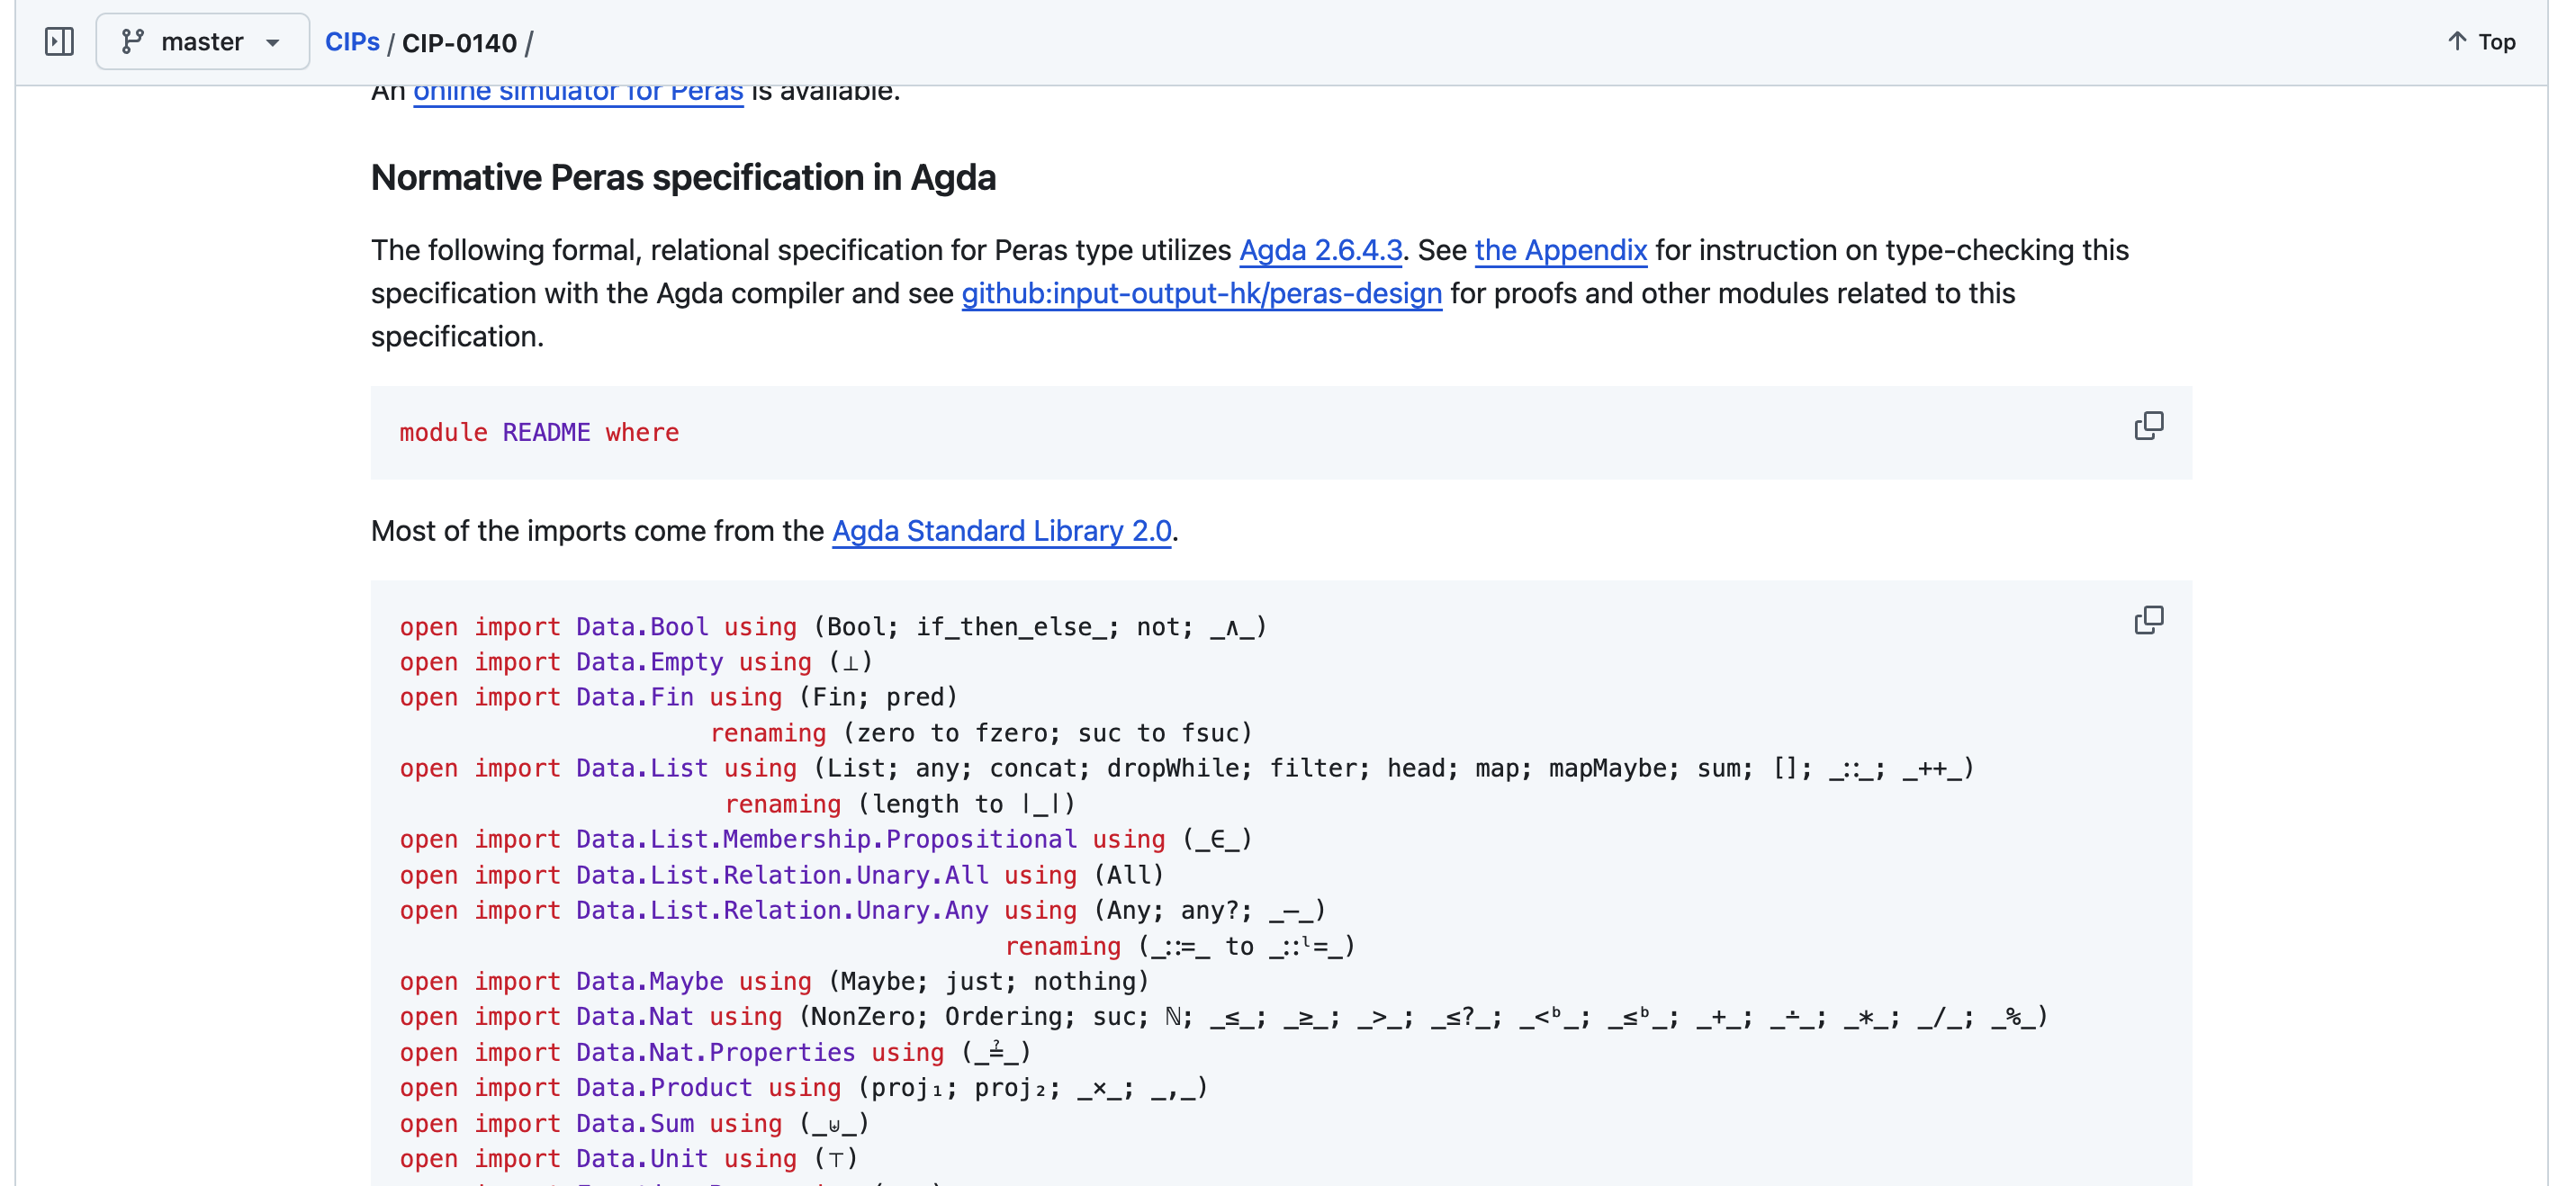 master
CIPs / CIP-0140 /
Top
An online simulator for Peras is available.
Normative Peras specification in Agda
The following formal, relational specification for Peras type utilizes Agda 2.6.4.3. See the Appendix for instruction on type-checking this
specification with the Agda compiler and see github:input-output-hk/peras-design for proofs and other modules related to this
specification.
module README where
Most of the imports come from the Agda Standard Library 2.0.
open import Data.Bool using (Bool; if_then_else_; not; _∧_)
open import Data.Empty using (⊥)
open import Data.Fin using (Fin; pred)
renaming (zero to fzero; suc to fsuc)
open import Data.List using (List; any; concat; dropWhile; filter; head; map; mapMaybe; sum; []; _∷_; _++_)
renaming (length to ∣_∣)
open import Data.List.Membership.Propositional using (_∈_)
open import Data.List.Relation.Unary.All using (All)
open import Data.List.Relation.Unary.Any using (Any; any?; _─_)
renaming (_∷=_ to _∷ˡ=_)
open import Data.Maybe using (Maybe; just; nothing)
open import Data.Nat using (NonZero; Ordering; suc; ℕ; _≤_; _≥_; _>_; _≤?_; _<ᵇ_; _≤ᵇ_; _+_; _∸_; _*_; _/_; _%_)
open import Data.Nat.Properties using (_≟_)
open import Data.Product using (proj₁; proj₂; _×_; _,_)
open import Data.Sum using (_⊎_)
open import Data.Unit using (⊤)